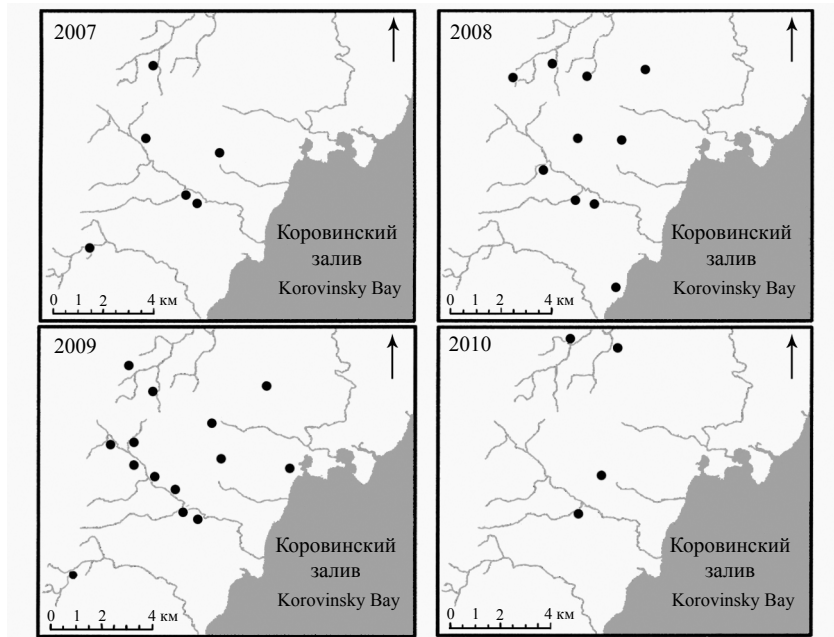 2007
Коровинский
залив
Korovinsky Bay
0 1 2 4 км
2008
Коровинский
залив
Korovinsky Bay
0 1 2 4 км
2009
Коровинский
залив
Korovinsky Bay
0 1 2 4 км
2010
Коровинский
залив
Korovinsky Bay
0 1 2 4 км